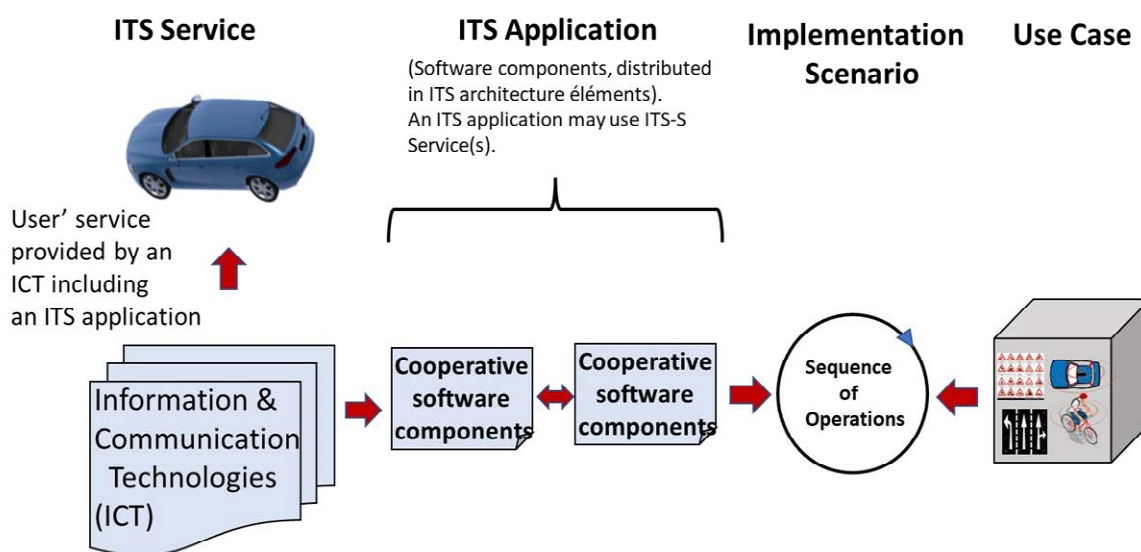 ITS Service
ITS Application
(Software components, distributed
in ITS architecture éléments).
An ITS application may use ITS-S
Service(s).
Implementation
Scenario
Use Case
User’ service
provided by an
ICT including
an ITS application
Information &
Communication
Technologies
(ICT)
Cooperative
software
components
Cooperative
software
components
Sequence
of
Operations